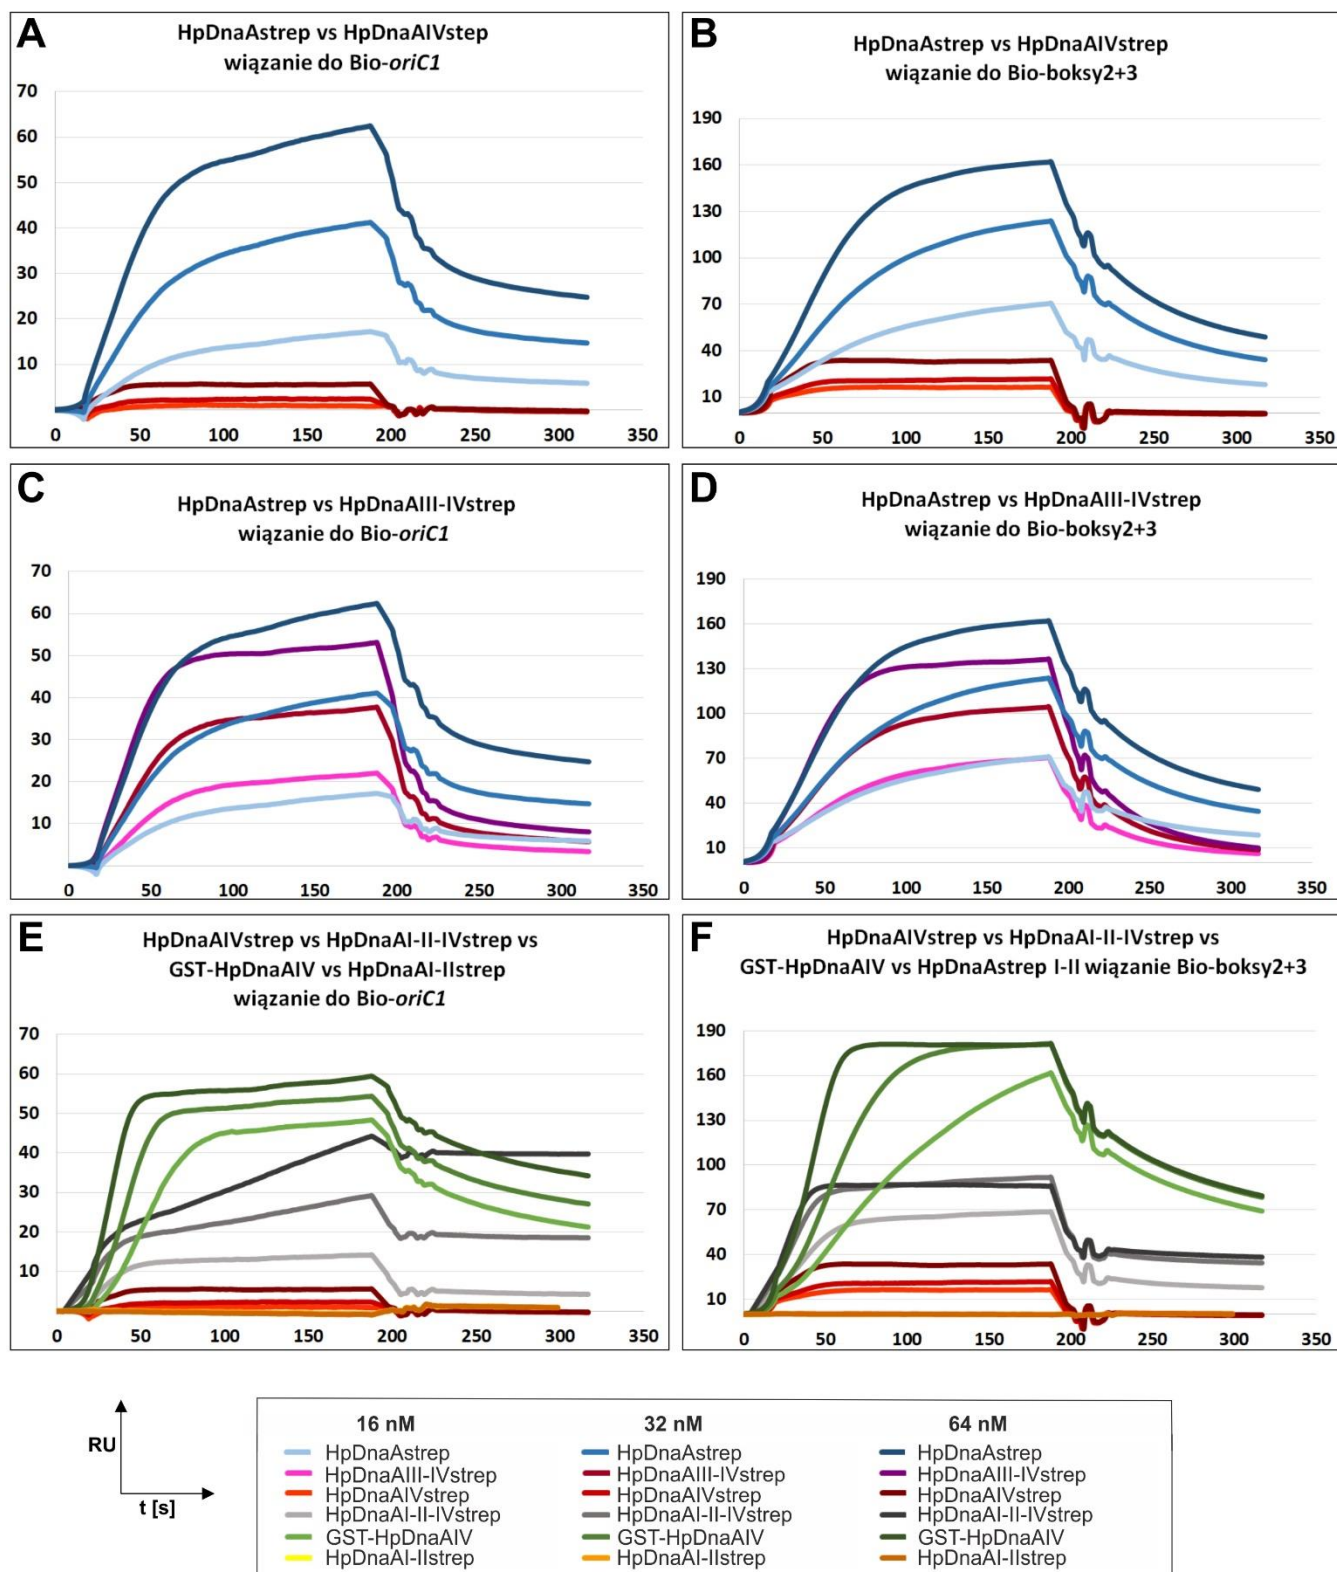 A
HpDnaAstrep vs HpDnaAIVstep
wiązanie do Bio-oriC1
70
60
50
40
30
20
10
0 50 100 150 200 250 300 350
B
HpDnaAstrep vs HpDnaAIVstrep
wiązanie do Bio-boksy2+3
190
160
130
100
70
40
10
0 50 100 150 200 250 300 350
C
HpDnaAstrep vs HpDnaAIII-IVstrep
wiązanie do Bio-oriC1
70
60
50
40
30
20
10
0 50 100 150 200 250 300 350
D
HpDnaAstrep vs HpDnaAIII-IVstrep
wiązanie do Bio-boksy2+3
190
160
130
100
70
40
10
0 50 100 150 200 250 300 350
E
HpDnaAIVstrep vs HpDnaAI-II-IVstrep vs
GST-HpDnaAIV vs HpDnaAI-IIstrep
wiązanie do Bio-oriC1
70
60
50
40
30
20
10
0 50 100 150 200 250 300 350
F
HpDnaAIVstrep vs HpDnaAI-II-IVstrep vs
GST-HpDnaAIV vs HpDnaAstrep I-II wiązanie Bio-boksy2+3
190
160
130
100
70
40
10
0 50 100 150 200 250 300 350
RU
t [s]
16 nM 32 nM 64 nM
HpDnaAstrep HpDnaAstrep HpDnaAstrep
HpDnaAIII-IVstrep HpDnaAIII-IVstrep HpDnaAIII-IVstrep
HpDnaAIVstrep HpDnaAIVstrep HpDnaAIVstrep
HpDnaAI-II-IVstrep HpDnaAI-II-IVstrep HpDnaAI-II-IVstrep
GST-HpDnaAIV GST-HpDnaAIV GST-HpDnaAIV
HpDnaAI-IIstrep HpDnaAI-IIstrep HpDnaAI-IIstrep